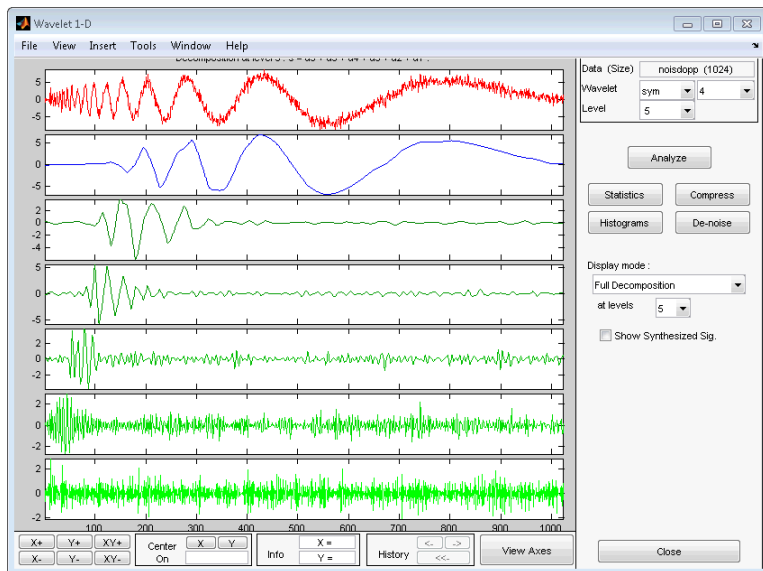 Wavelet 1-D
File View Insert Tools Window Help
Decomposition at level 5 : s = a5 + d5 + d4 + d3 + d2 + d1 .
5
0
-5
5
0
-5
2
0
-2
-4
5
0
-5
2
0
-2
2
0
-2
2
0
-2
100 200 300 400 500 600 700 800 900 1000
Data (Size) noisdopp (1024)
Wavelet sym 4
Level 5
Analyze
Statistics Compress
Histograms De-noise
Display mode :
Full Decomposition
at levels 5
Show Synthesized Sig.
X+ Y+ XY+
X- Y- XY-
Center On X Y
Info X =
Y =
History <- ->
<<-
View Axes
Close